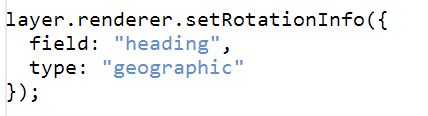 layer.renderer.setRotationInfo({
  field: "heading",
  type: "geographic"
});